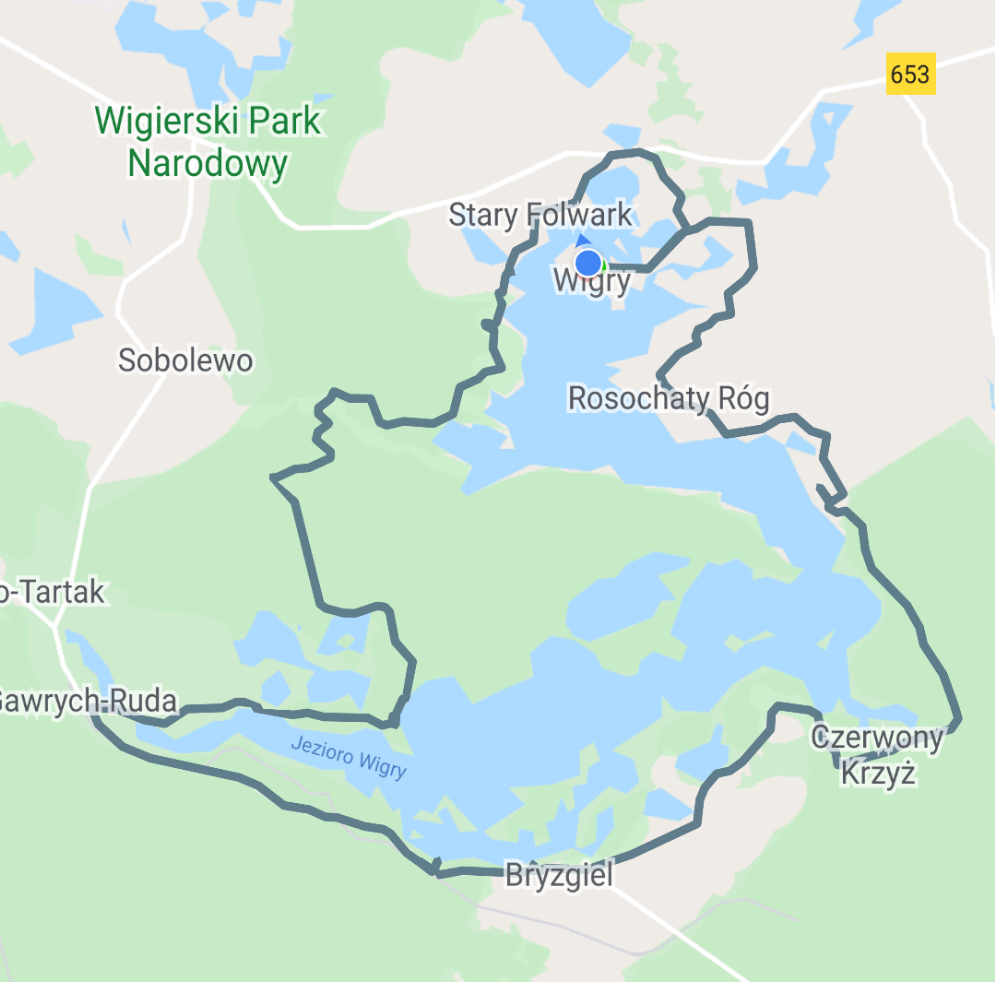 653
Wigierski Park
Narodowy
Stary Folwark
Wigry
Sobolewo
Rosochaty Róg
o-Tartak
Gawrych-Ruda
Jezioro Wigry
Czerwony
Krzyż
Bryzgiel